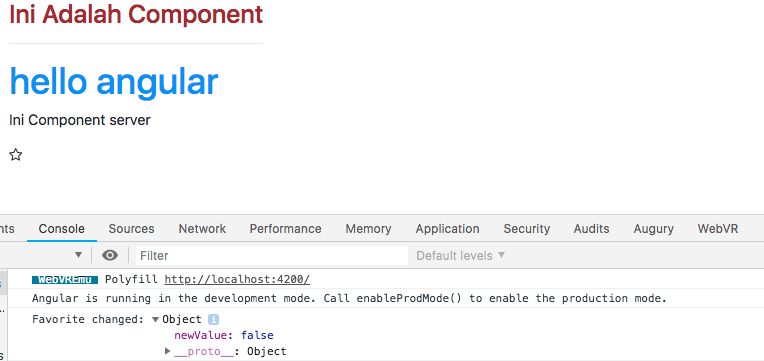 Ini Adalah Component
hello angular
Ini Component server
Console Sources Network Performance Memory Application Security Audits Augury WebVR
Filter Default levels
WebVREmu Polyfill http://localhost:4200/
Angular is running in the development mode. Call enableProdMode() to enable the production mode.
Favorite changed: Object i
newValue: false
__proto__: Object